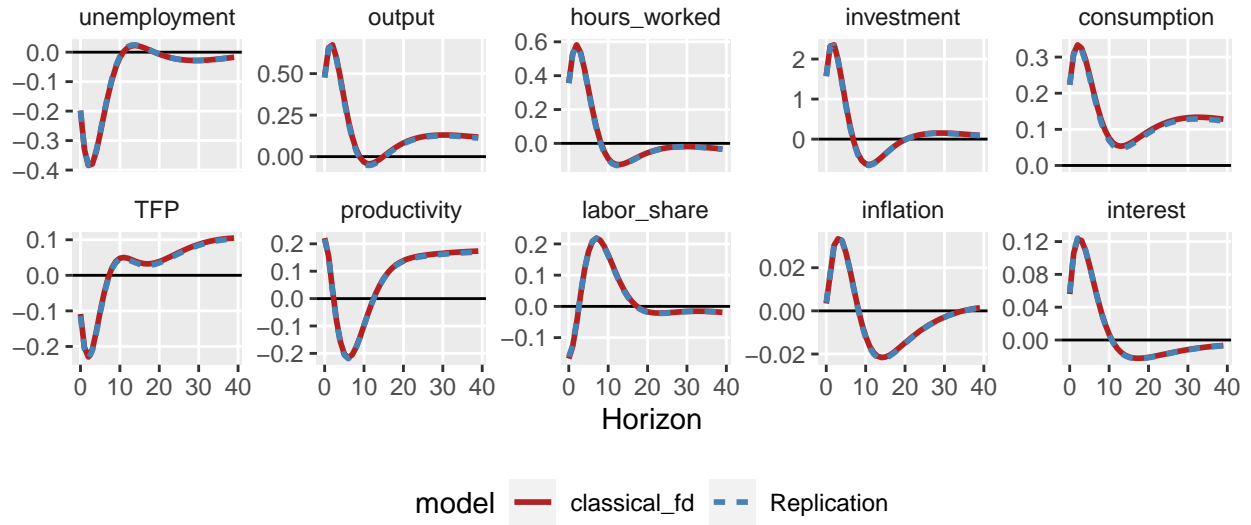 unemployment output hours_worked investment consumption
0.0 0.6 0.3
−0.1 0.50 0.4 2 0.2
−0.2 0.25 0.2 1 0.1
−0.3 0.00 0.0 0 0.0
−0.4
TFP productivity labor_share inflation interest
0.1 0.2 0.2 0.02 0.12
0.0 0.1 0.1 0.00 0.08
−0.1 0.0 0.0 −0.02 0.04
−0.2 −0.1 −0.1 0.00
−0.2
0 10 20 30 40 0 10 20 30 40 0 10 20 30 40 0 10 20 30 40 0 10 20 30 40
Horizon
model classical_fd Replication